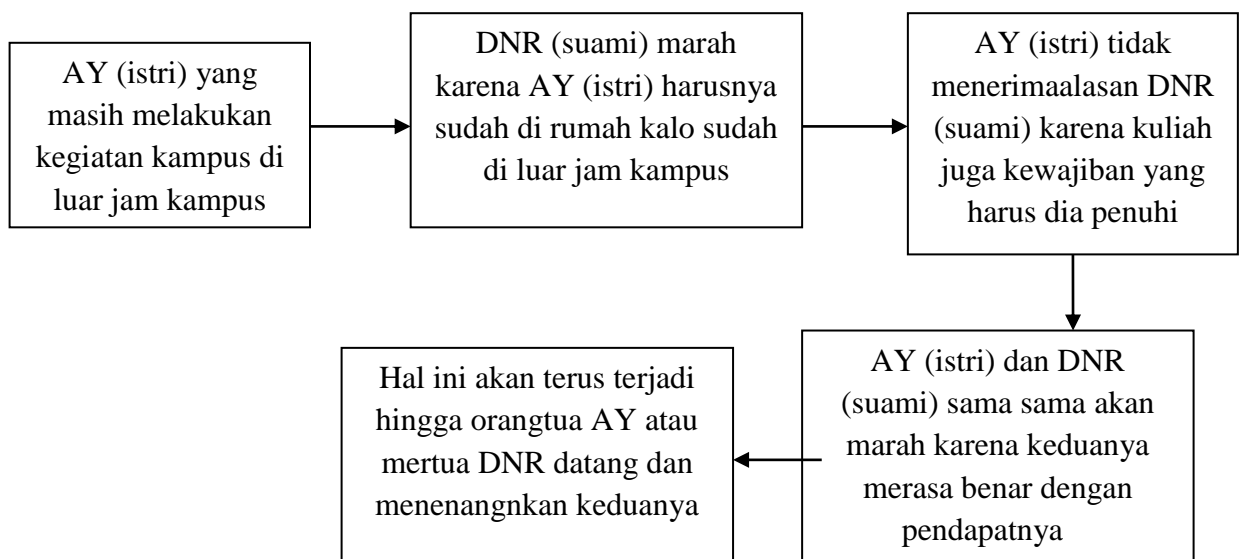 AY (istri) yang
masih melakukan
kegiatan kampus di
luar jam kampus
DNR (suami) marah
karena AY (istri) harusnya
sudah di rumah kalo sudah
di luar jam kampus
AY (istri) tidak
menerimaalasan DNR
(suami) karena kuliah
juga kewajiban yang
harus dia penuhi
AY (istri) dan DNR
(suami) sama sama akan
marah karena keduanya
merasa benar dengan
pendapatnya
Hal ini akan terus terjadi
hingga orangtua AY atau
mertua DNR datang dan
menenangnkan keduanya